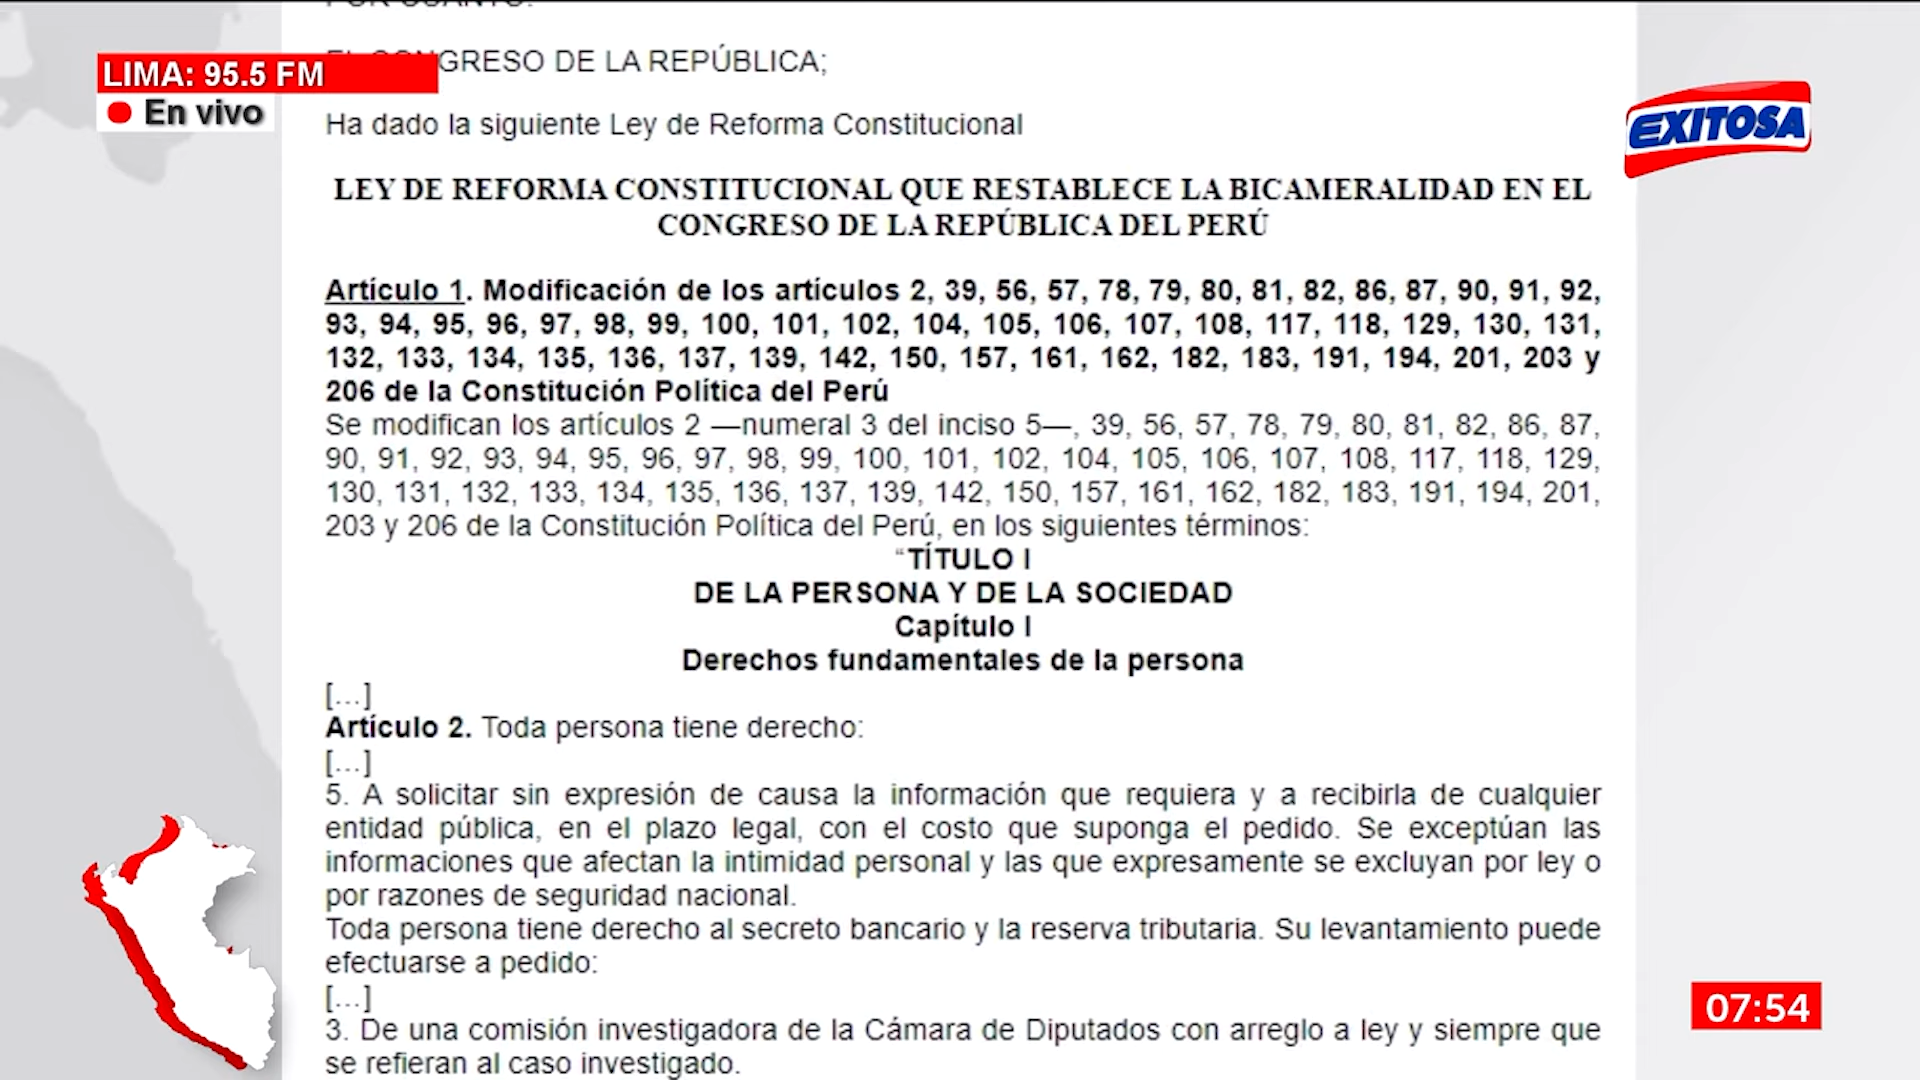 LIMA: 95.5 FM
En vivo
EXITOSA
GRESO DE LA REPÚBLICA;
Ha dado la siguiente Ley de Reforma Constitucional
LEY DE REFORMA CONSTITUCIONAL QUE RESTABLECE LA BICAMERALIDAD EN EL
CONGRESO DE LA REPÚBLICA DEL PERÚ
Artículo 1. Modificación de los artículos 2, 39, 56, 57, 78, 79, 80, 81, 82, 86, 87, 90, 91, 92,
93, 94, 95, 96, 97, 98, 99, 100, 101, 102, 104, 105, 106, 107, 108, 117, 118, 129, 130, 131,
132, 133, 134, 135, 136, 137, 139, 142, 150, 157, 161, 162, 182, 183, 191, 194, 201, 203 y
206 de la Constitución Política del Perú
Se modifican los artículos 2 —numeral 3 del inciso 5—, 39, 56, 57, 78, 79, 80, 81, 82, 86, 87,
90, 91, 92, 93, 94, 95, 96, 97, 98, 99, 100, 101, 102, 104, 105, 106, 107, 108, 117, 118, 129,
130, 131, 132, 133, 134, 135, 136, 137, 139, 142, 150, 157, 161, 162, 182, 183, 191, 194, 201,
203 y 206 de la Constitución Política del Perú, en los siguientes términos:
“TÍTULO I
DE LA PERSONA Y DE LA SOCIEDAD
Capítulo I
Derechos fundamentales de la persona
[...]
Artículo 2. Toda persona tiene derecho:
[...]
5. A solicitar sin expresión de causa la información que requiera y a recibirla de cualquier
entidad pública, en el plazo legal, con el costo que suponga el pedido. Se exceptúan las
informaciones que afectan la intimidad personal y las que expresamente se excluyan por ley o
por razones de seguridad nacional.
Toda persona tiene derecho al secreto bancario y la reserva tributaria. Su levantamiento puede
efectuarse a pedido:
[...]
3. De una comisión investigadora de la Cámara de Diputados con arreglo a ley y siempre que
se refieran al caso investigado.
07:54